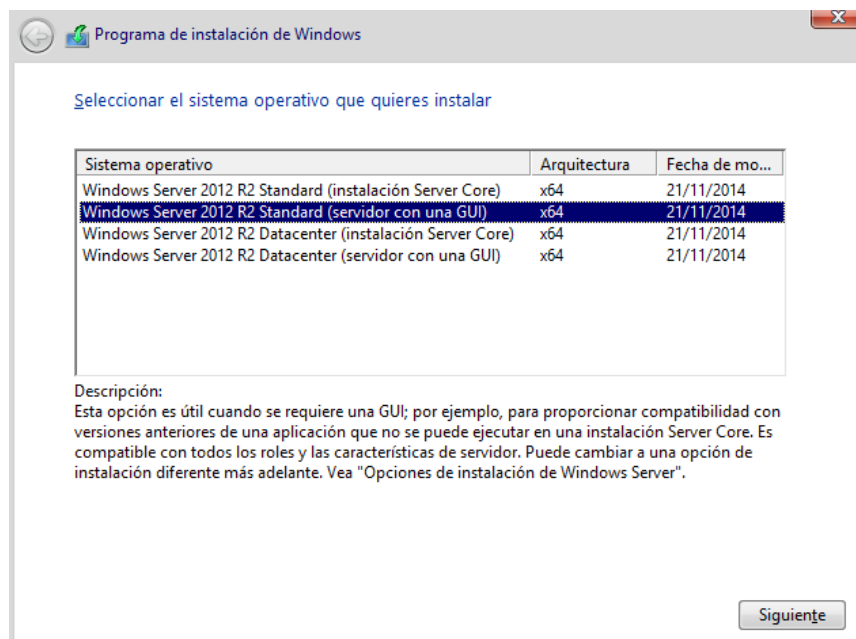 Programa de instalación de Windows
Seleccionar el sistema operativo que quieres instalar
Sistema operativo Arquitectura Fecha de mo...
Windows Server 2012 R2 Standard (instalación Server Core) x64 21/11/2014
Windows Server 2012 R2 Standard (servidor con una GUI) x64 21/11/2014
Windows Server 2012 R2 Datacenter (instalación Server Core) x64 21/11/2014
Windows Server 2012 R2 Datacenter (servidor con una GUI) x64 21/11/2014
Descripción:
Esta opción es útil cuando se requiere una GUI; por ejemplo, para proporcionar compatibilidad con
versiones anteriores de una aplicación que no se puede ejecutar en una instalación Server Core. Es
compatible con todos los roles y las características de servidor. Puede cambiar a una opción de
instalación diferente más adelante. Vea "Opciones de instalación de Windows Server".
Siguiente